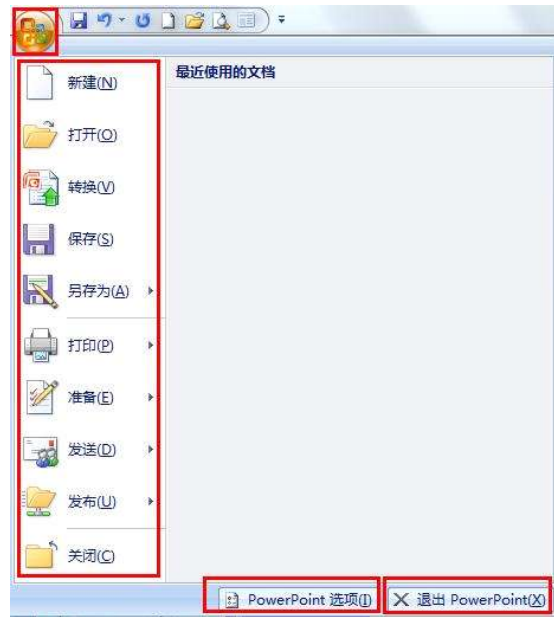 最近使用的文档
新建(N)
打开(O)
转换(V)
保存(S)
另存为(A)
打印(P)
准备(E)
发送(D)
发布(U)
关闭(C)
PowerPoint 选项(I) 退出 PowerPoint(X)